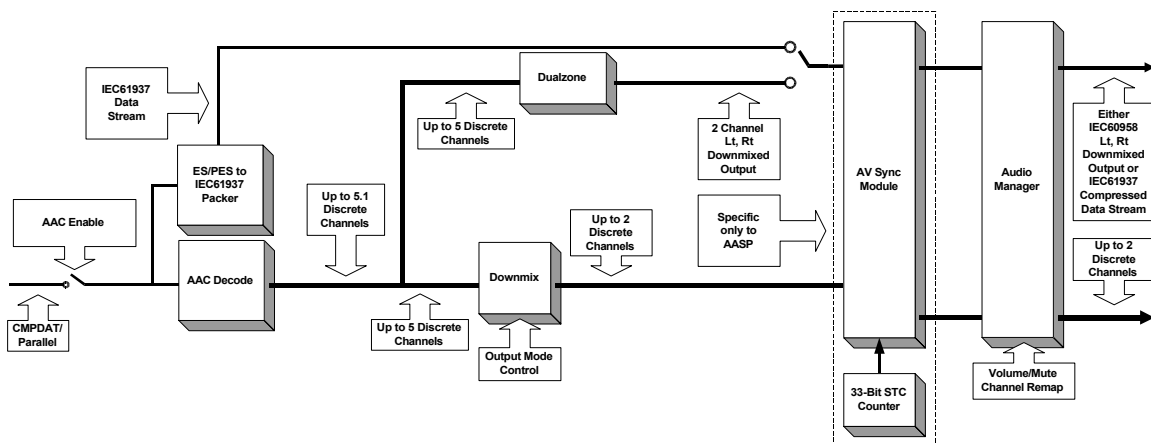 IEC61937
Data
Stream
Dualzone
Up to 5 Discrete
Channels
2 Channel
Lt, Rt
Downmixed
Output
ES/PES to
IEC61937
Packer
AAC Enable
Up to 5.1
Discrete
Channels
Up to 2
Discrete
Channels
Specific
only to
AASP
AV Sync
Module
Audio
Manager
Either
IEC60958
Lt, Rt
Downmixed
Output or
IEC61937
Compressed
Data Stream
Up to 2
Discrete
Channels
AAC Decode
Downmix
CMPDAT/
Parallel
Up to 5 Discrete
Channels
Output Mode
Control
33-Bit STC
Counter
Volume/Mute
Channel Remap